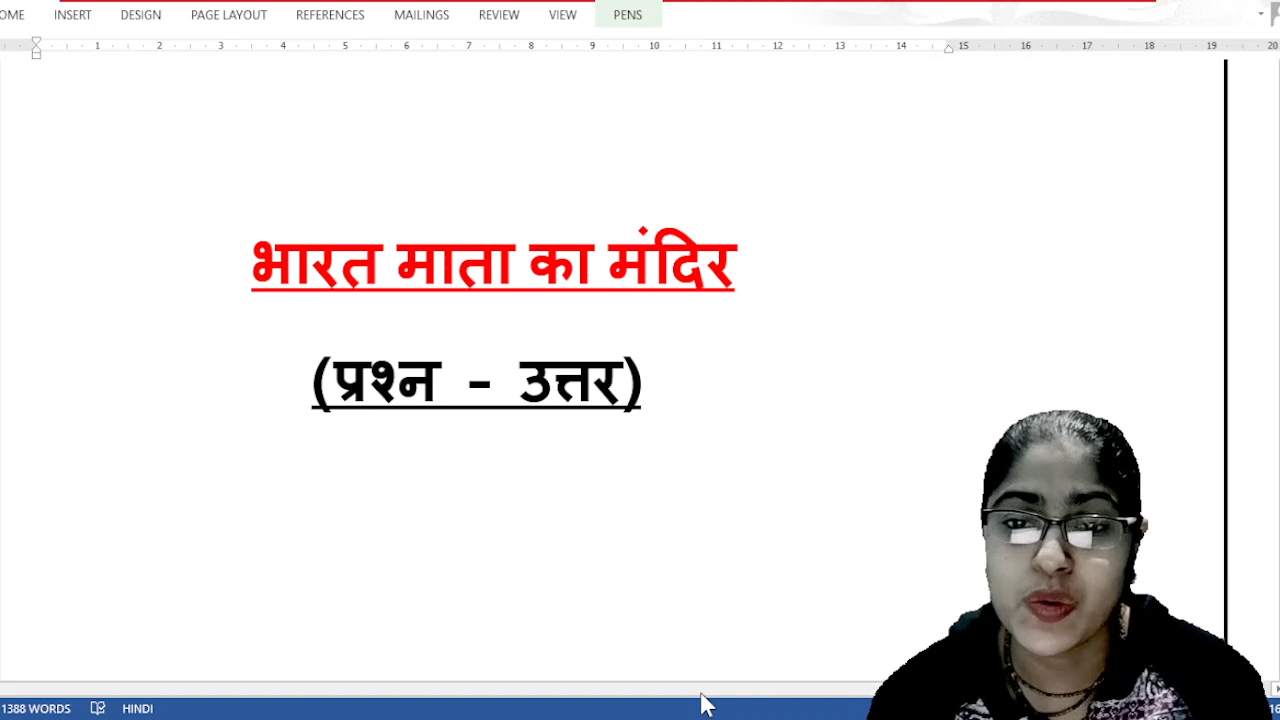 OME INSERT DESIGN PAGE LAYOUT REFERENCES MAILINGS REVIEW VIEW PENS
1 2 3 4 5 6 7 8 9 10 11 12 13 14 15 16 17 18 19 20
भारत माता का मंदिर
(प्रश्न - उत्तर)
1388 WORDS HINDI